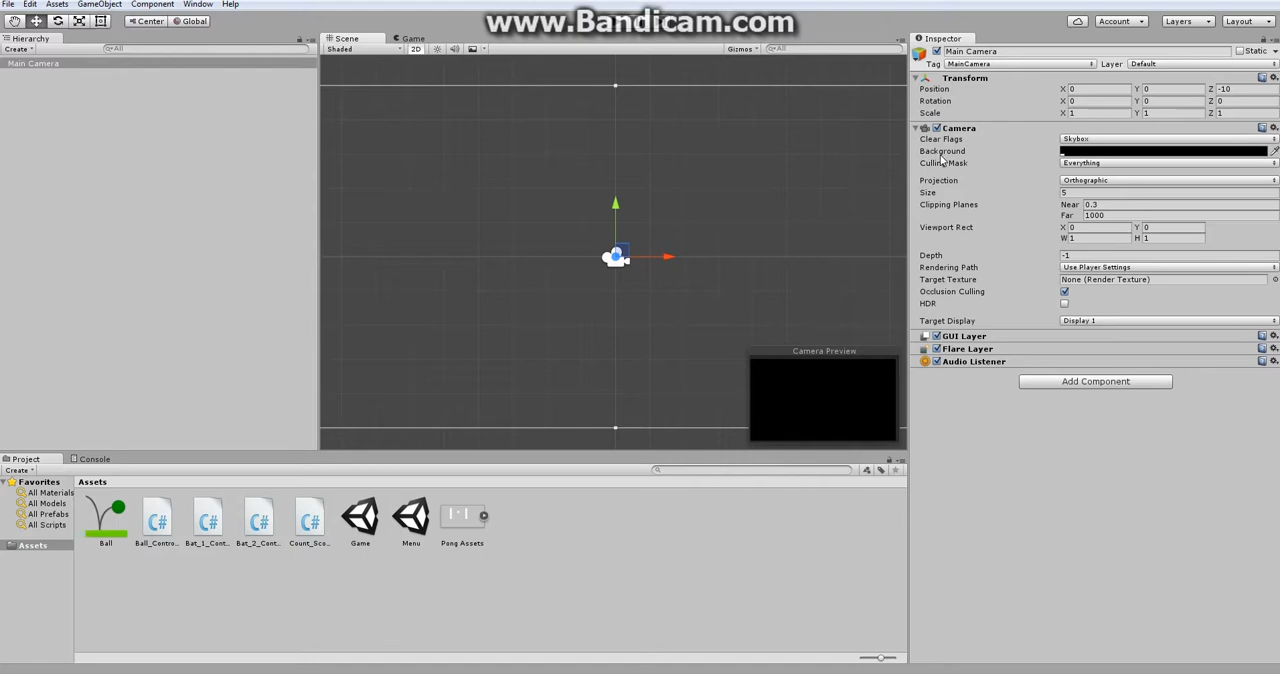 File Edit Assets GameObject Component Window Help
www.Bandicam.com
Center Global Account Layers Layout
Hierarchy
Create All
Main Camera
Scene Game
Shaded 2D Gizmos All
Camera Preview
Inspector
Main Camera Static
Tag MainCamera Layer Default
Transform
Position X 0 Y 0 Z -10
Rotation X 0 Y 0 Z 0
Scale X 1 Y 1 Z 1
Camera
Clear Flags Skybox
Background
Culling Mask Everything
Projection Orthographic
Size 5
Clipping Planes Near 0.3
Far 1000
Viewport Rect X 0 Y 0
W 1 H 1
Depth -1
Rendering Path Use Player Settings
Target Texture None (Render Texture)
Occlusion Culling
HDR
Target Display Display 1
GUI Layer
Flare Layer
Audio Listener
Add Component
Project Console
Create
Favorites
All Materials
All Models
All Prefabs
All Scripts
Assets
Assets
C# C# C# C#
Ball Ball_Contro... Bat_1_Cont... Bat_2_Cont... Count_Sco... Game Menu Pong Assets